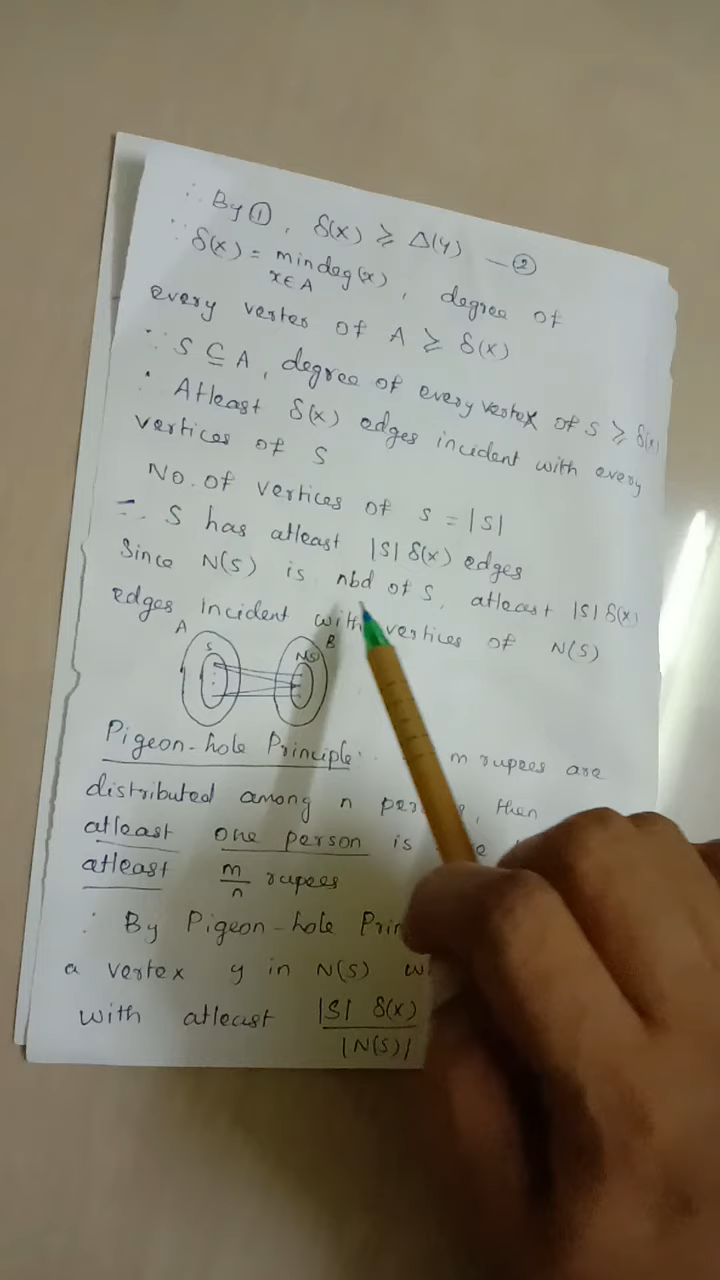 ∴ By ①, δ(x) ≥ Δ(y) — ②
∵ δ(x) = min deg(x), degree of
x∈A
every vertex of A ≥ δ(x)
∵ S ⊆ A, degree of every vertex of S ≥ δ(x)
∴ Atleast δ(x) edges incident with every
vertices of S
No. of vertices of S = |S|
∴ S has atleast |S| δ(x) edges
Since N(S) is nbd of S, atleast |S| δ(x)
edges incident with vertices of N(S)
A B
S N(S)
Pigeon-hole Principle: m rupees are
distributed among n then
atleast one person is
atleast m/n rupees
∴ By Pigeon-hole
a vertex y in N(S)
with atleast |S| δ(x) / |N(S)|